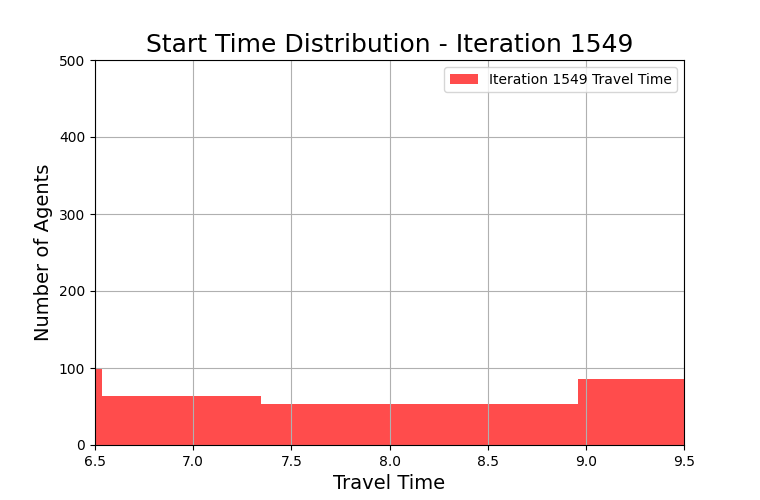 Start Time Distribution - Iteration 1549
Iteration 1549 Travel Time
Number of Agents
500
400
300
200
100
0
6.5 7.0 7.5 8.0 8.5 9.0 9.5
Travel Time